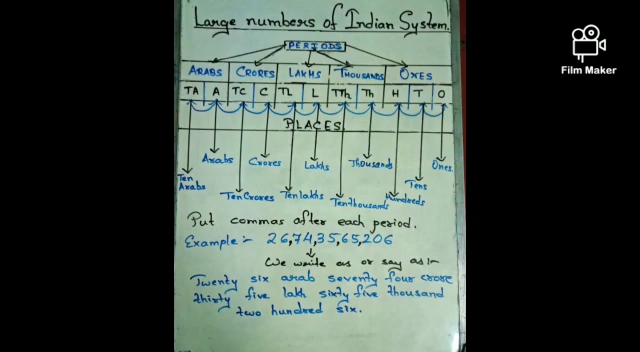 Large numbers of Indian System.
PERIODS
ARABS CRORES LAKHS THOUSANDS ONES
TA A TC C TL L TTh Th H T O
PLACES
Ten Arabs Arabs Ten Crores Crores Ten lakhs Lakhs Ten thousands Thousands Hundreds Tens Ones
Put commas after each period.
Example:- 26,74,35,65,206
We write as or say as:-
Twenty six arab seventy four crore
thirty five lakh sixty five thousand
two hundred six.
Film Maker